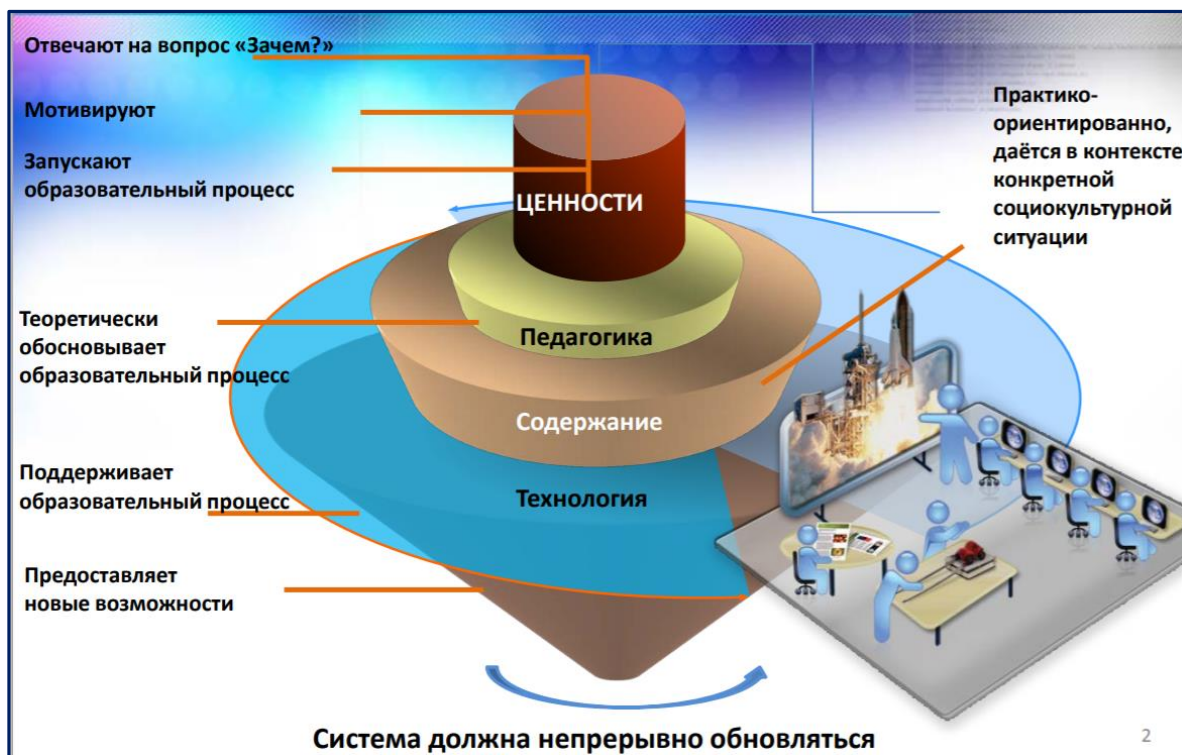 Отвечают на вопрос «Зачем?»
Мотивируют
Запускают
образовательный процесс
ЦЕННОСТИ
Практико-
ориентированно,
даётся в контексте
конкретной
социокультурной
ситуации
Теоретически
обосновывает
образовательный процесс
Педагогика
Содержание
Поддерживает
образовательный процесс
Технология
Предоставляет
новые возможности
Система должна непрерывно обновляться
2